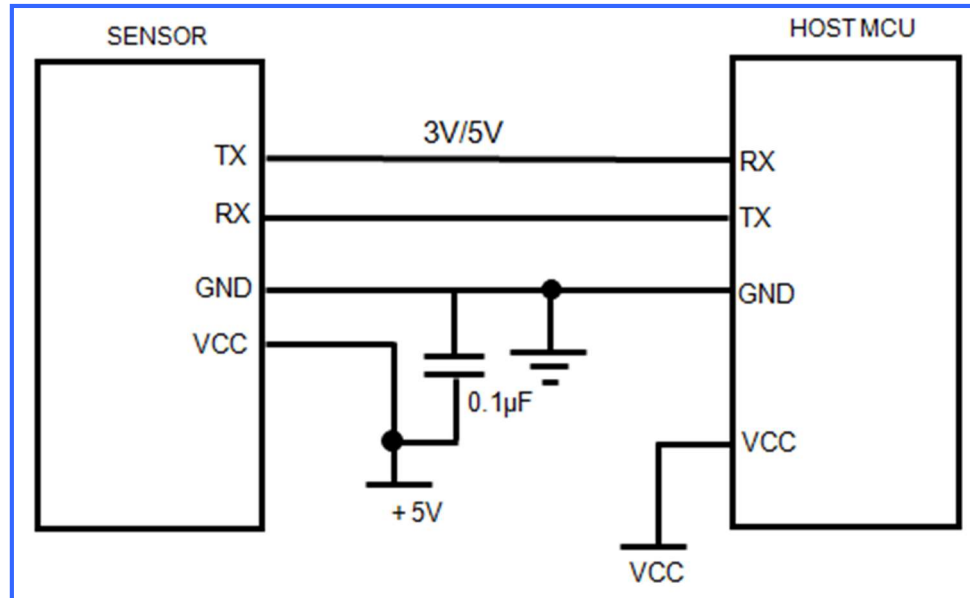 SENSOR
HOST MCU
3V/5V
TX
RX
RX
TX
GND
GND
VCC
0.1µF
VCC
+5V
VCC